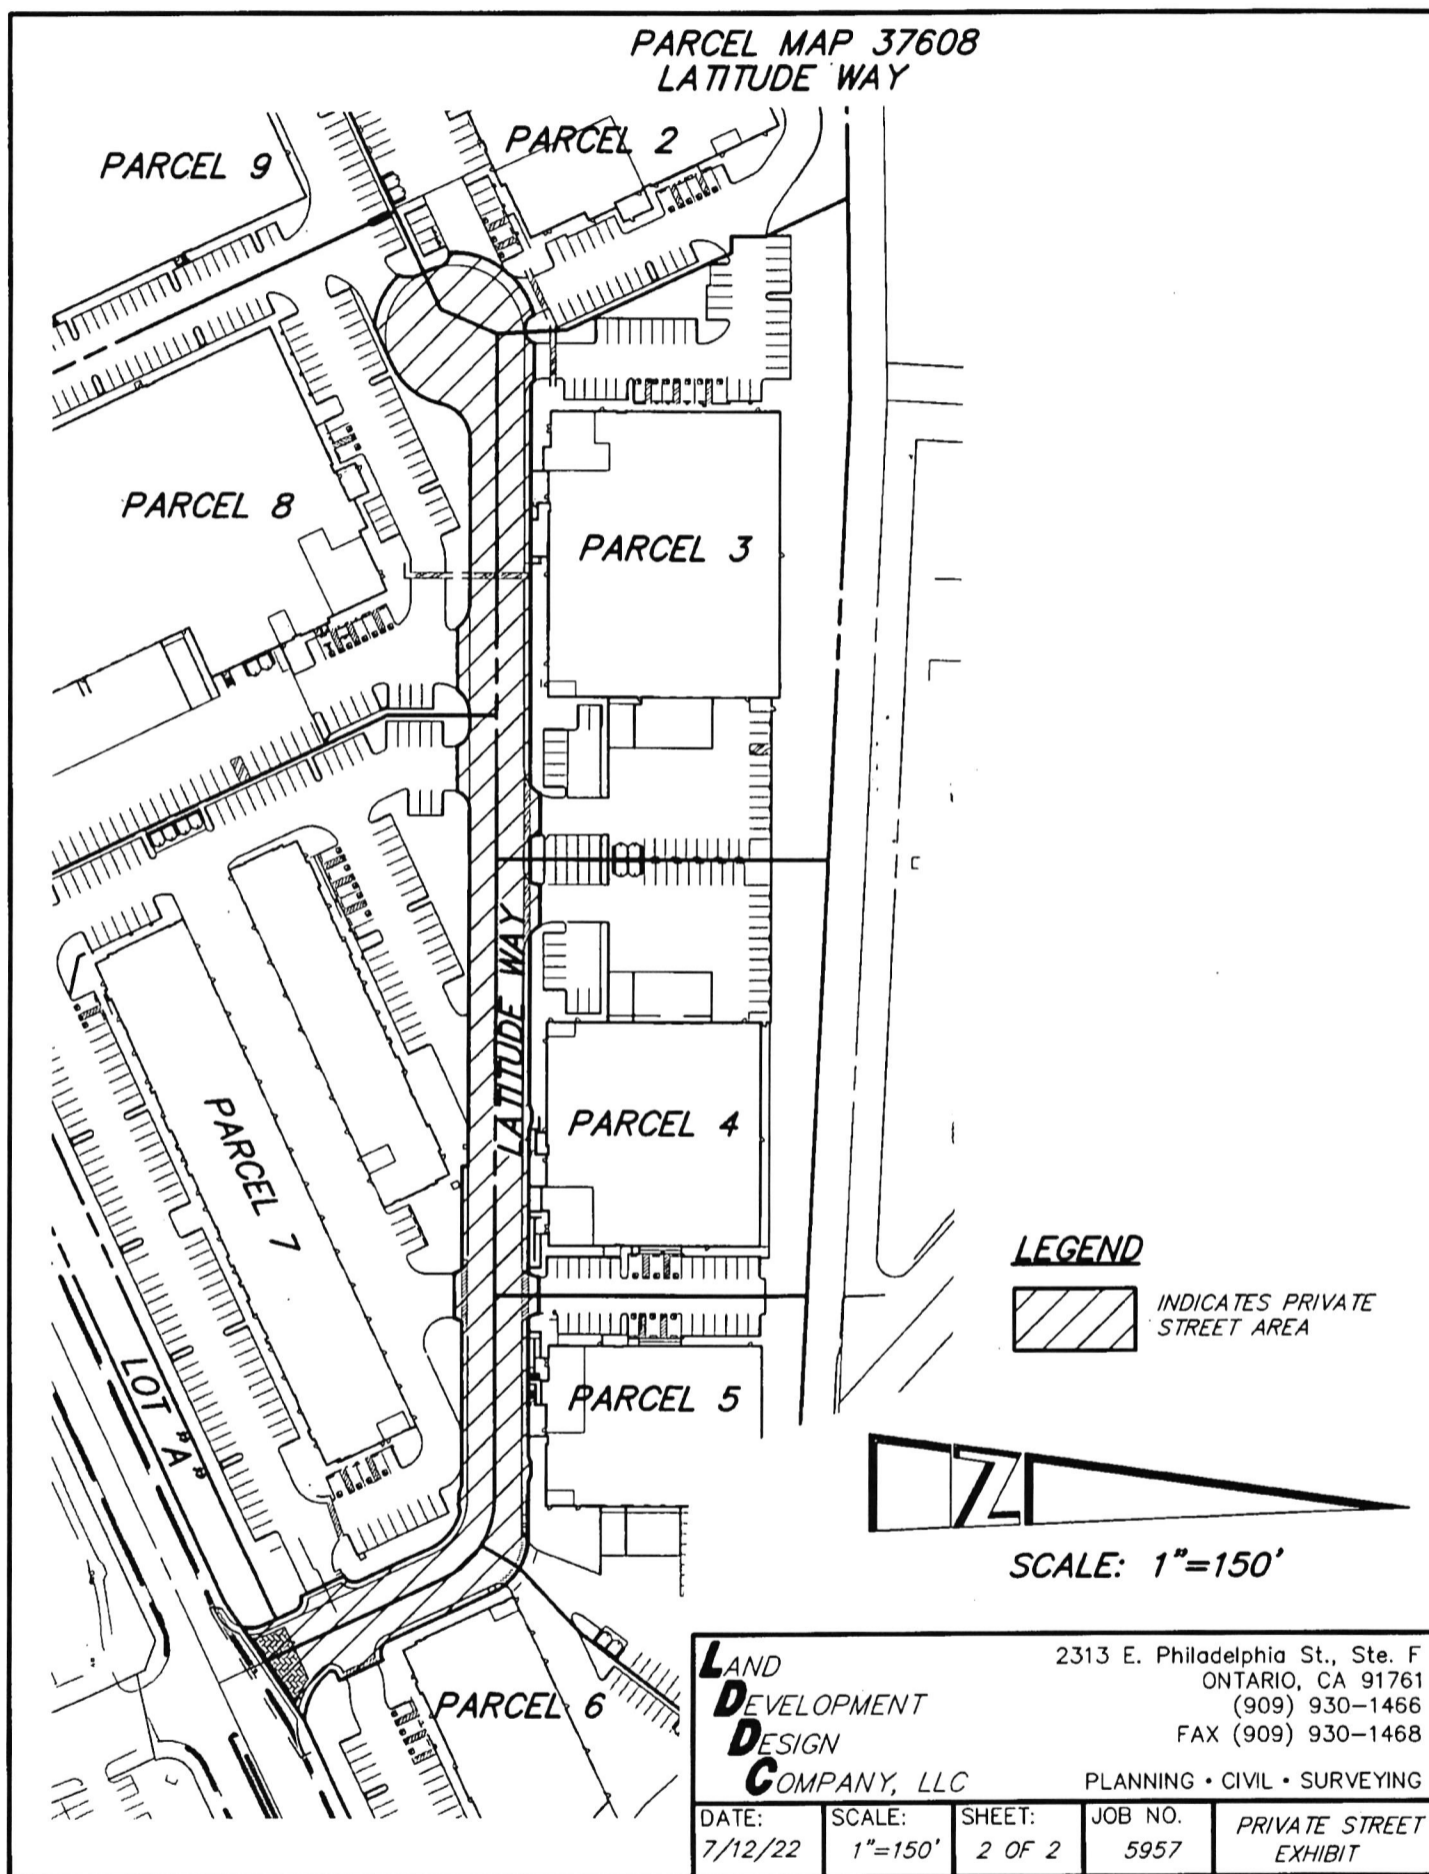 PARCEL MAP 37608
LATITUDE WAY
PARCEL 2
PARCEL 9
PARCEL 8
PARCEL 3
LATITUDE WAY
PARCEL 4
PARCEL 7
LEGEND
INDICATES PRIVATE
STREET AREA
LOT "A"
PARCEL 5
N
SCALE: 1"=150'
PARCEL 6
LAND
DEVELOPMENT
DESIGN
COMPANY, LLC
2313 E. Philadelphia St., Ste. F
ONTARIO, CA 91761
(909) 930-1466
FAX (909) 930-1468
PLANNING • CIVIL • SURVEYING
DATE:
7/12/22
SCALE:
1"=150'
SHEET:
2 OF 2
JOB NO.
5957
PRIVATE STREET
EXHIBIT